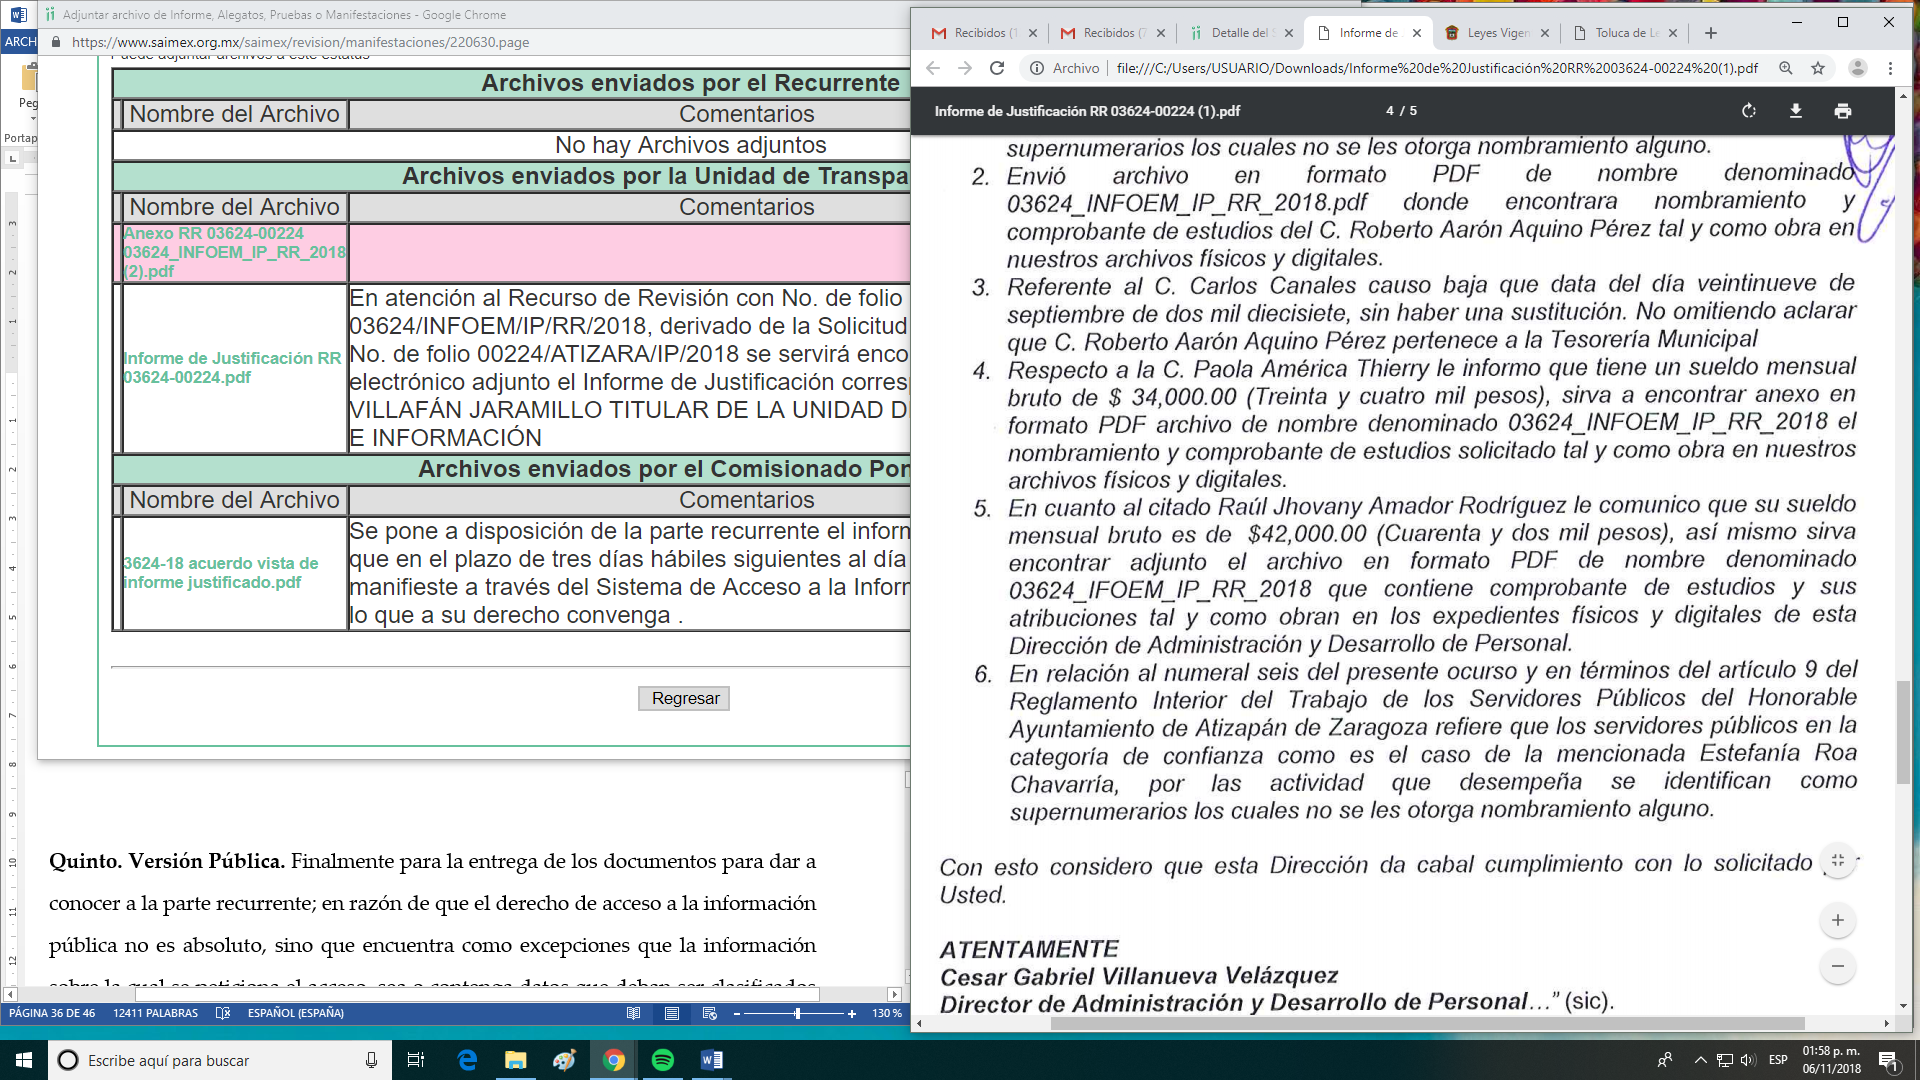 ARCH
Peg
Portap
Adjuntar archivo de Informe, Alegatos, Pruebas o Manifestaciones - Google Chrome
https://www.saimex.org.mx/saimex/revision/manifestaciones/220630.page
Archivos enviados por el Recurrente
Nombre del Archivo
Comentarios
No hay Archivos adjuntos
Archivos enviados por la Unidad de Transpa
Nombre del Archivo
Comentarios
Anexo RR 03624-00224
03624_INFOEM_IP_RR_2018
(2).pdf
Informe de Justificación RR
03624-00224.pdf
En atención al Recurso de Revisión con No. de folio
03624/INFOEM/IP/RR/2018, derivado de la Solicitud
No. de folio 00224/ATIZARA/IP/2018 se servirá enco
electrónico adjunto el Informe de Justificación corres
VILLAFÁN JARAMILLO TITULAR DE LA UNIDAD D
E INFORMACIÓN
Archivos enviados por el Comisionado Pon
Nombre del Archivo
Comentarios
3624-18 acuerdo vista de
informe justificado.pdf
Se pone a disposición de la parte recurrente el inform
que en el plazo de tres días hábiles siguientes al día
manifieste a través del Sistema de Acceso a la Inforr
lo que a su derecho convenga .
Regresar
Quinto. Versión Pública. Finalmente para la entrega de los documentos para dar a
conocer a la parte recurrente; en razón de que el derecho de acceso a la información
pública no es absoluto, sino que encuentra como excepciones que la información
sobre la cual se peticiona el acceso, sea o contenga datos que deban ser clasificados
PÁGINA 36 DE 46
12411 PALABRAS
ESPAÑOL (ESPAÑA)
130 %
Recibidos (1
Recibidos (7
Detalle del S
Informe de J
Leyes Vigen
Toluca de Le
Archivo
file:///C:/Users/USUARIO/Downloads/Informe%20de%20Justificación%20RR%2003624-00224%20(1).pdf
Informe de Justificación RR 03624-00224 (1).pdf
4 / 5
supernumerarios los cuales no se les otorga nombramiento alguno.
2. Envió archivo en formato PDF de nombre denominado
03624_INFOEM_IP_RR_2018.pdf donde encontrara nombramiento y
comprobante de estudios del C. Roberto Aarón Aquino Pérez tal y como obra en
nuestros archivos físicos y digitales.
3. Referente al C. Carlos Canales causo baja que data del día veintinueve de
septiembre de dos mil diecisiete, sin haber una sustitución. No omitiendo aclarar
que C. Roberto Aarón Aquino Pérez pertenece a la Tesorería Municipal
4. Respecto a la C. Paola América Thierry le informo que tiene un sueldo mensual
bruto de $ 34,000.00 (Treinta y cuatro mil pesos), sirva a encontrar anexo en
formato PDF archivo de nombre denominado 03624_INFOEM_IP_RR_2018 el
nombramiento y comprobante de estudios solicitado tal y como obra en nuestros
archivos físicos y digitales.
5. En cuanto al citado Raúl Jhovany Amador Rodríguez le comunico que su sueldo
mensual bruto es de $42,000.00 (Cuarenta y dos mil pesos), así mismo sirva
encontrar adjunto el archivo en formato PDF de nombre denominado
03624_IFOEM_IP_RR_2018 que contiene comprobante de estudios y sus
atribuciones tal y como obran en los expedientes físicos y digitales de esta
Dirección de Administración y Desarrollo de Personal.
6. En relación al numeral seis del presente ocurso y en términos del artículo 9 del
Reglamento Interior del Trabajo de los Servidores Públicos del Honorable
Ayuntamiento de Atizapán de Zaragoza refiere que los servidores públicos en la
categoría de confianza como es el caso de la mencionada Estefanía Roa
Chavarría, por las actividad que desempeña se identifican como
supernumerarios los cuales no se les otorga nombramiento alguno.
Con esto considero que esta Dirección da cabal cumplimiento con lo solicitado
Usted.
ATENTAMENTE
Cesar Gabriel Villanueva Velázquez
Director de Administración y Desarrollo de Personal…” (sic).
Escribe aquí para buscar
ESP
01:58 p. m.
06/11/2018
1